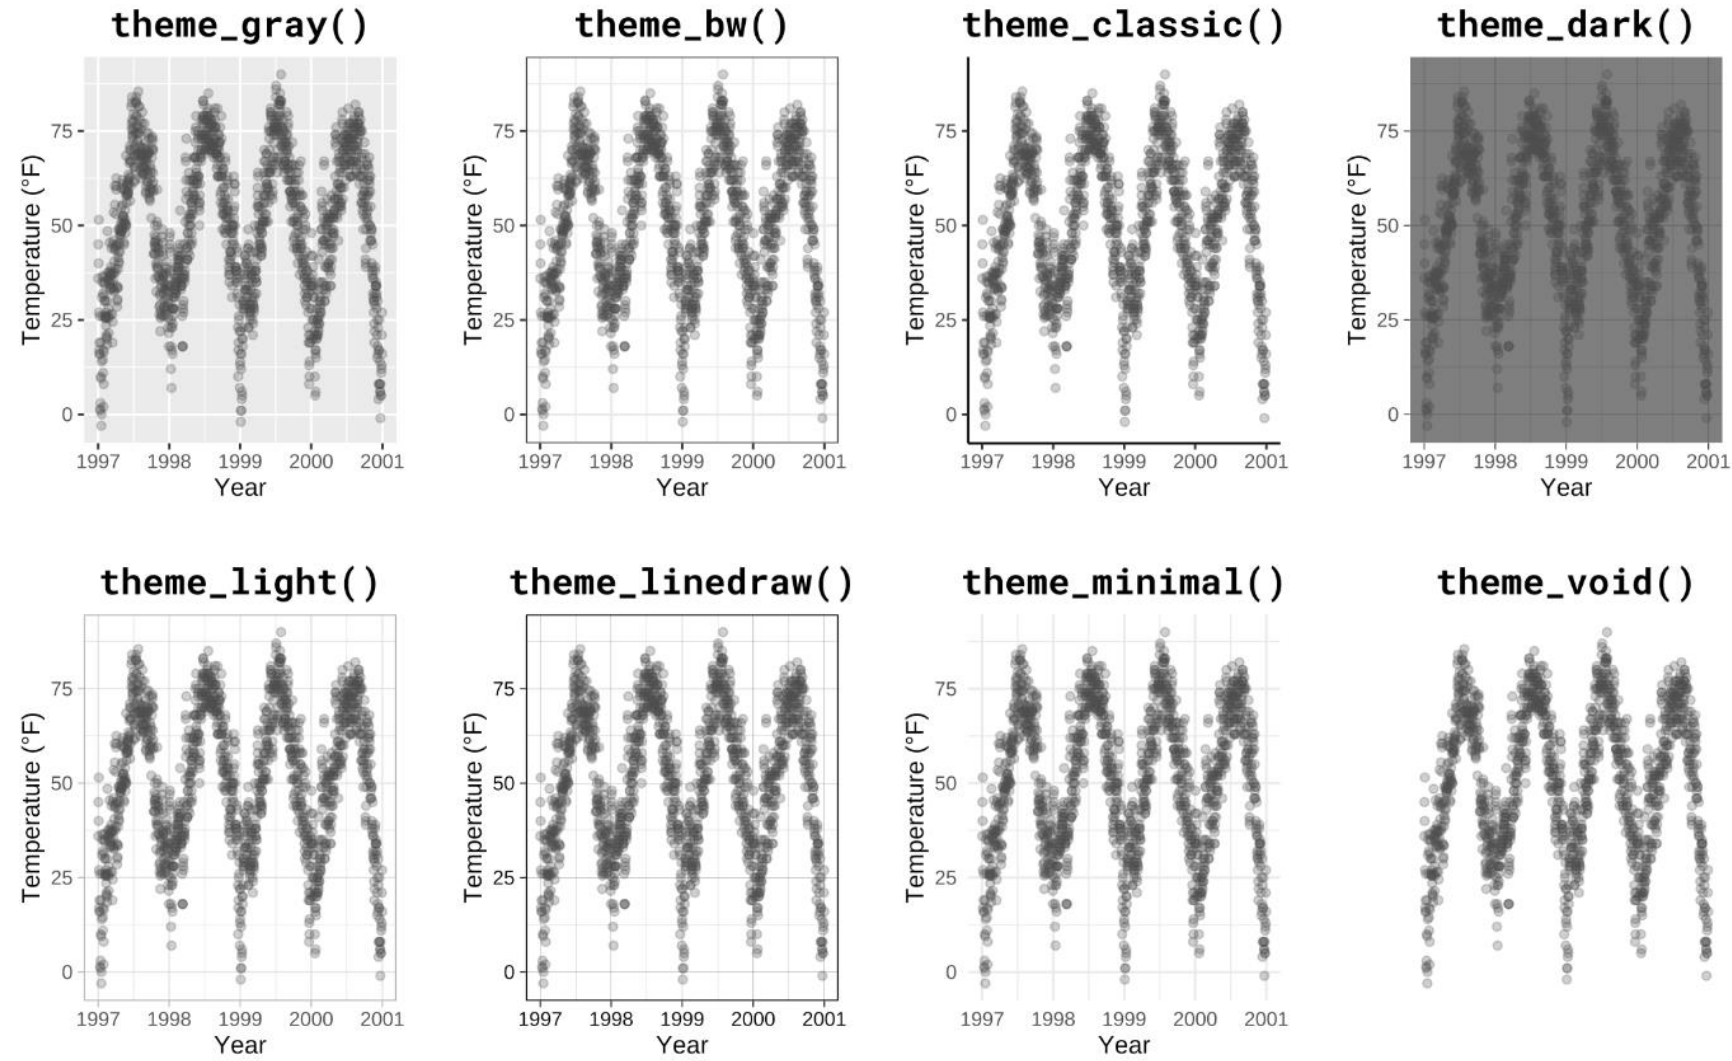 theme_gray()
75
50
25
0
Temperature (°F)
1997 1998 1999 2000 2001
Year
theme_bw()
75
50
25
0
Temperature (°F)
1997 1998 1999 2000 2001
Year
theme_classic()
75
50
25
0
Temperature (°F)
1997 1998 1999 2000 2001
Year
theme_dark()
75
50
25
0
Temperature (°F)
1997 1998 1999 2000 2001
Year
theme_light()
75
50
25
0
Temperature (°F)
1997 1998 1999 2000 2001
Year
theme_linedraw()
75
50
25
0
Temperature (°F)
1997 1998 1999 2000 2001
Year
theme_minimal()
75
50
25
0
Temperature (°F)
1997 1998 1999 2000 2001
Year
theme_void()